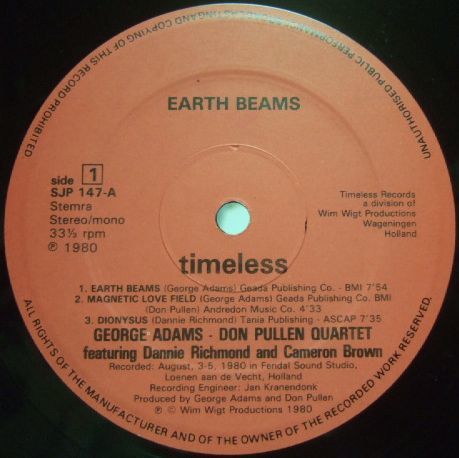 UNAUTHORISED PUBLIC PERFORMANCE BROADCASTING AND COPYING OF THIS RECORD PROHIBITED.
EARTH BEAMS
side 1
SJP 147-A
Stemra
Stereo/mono
33⅓ rpm
℗ 1980
Timeless Records
a division of
Wim Wigt Productions
Wageningen
Holland
timeless
1. EARTH BEAMS (George Adams) Geada Publishing Co. - BMI 7'54
2. MAGNETIC LOVE FIELD (George Adams) Geada Publishing Co. BMI
(Don Pullen) Andredon Music Co. 4'33
3. DIONYSUS (Dannie Richmond) Tania Publishing - ASCAP 7'35
GEORGE ADAMS - DON PULLEN QUARTET
featuring Dannie Richmond and Cameron Brown
Recorded: August, 3-5, 1980 in Fendal Sound Studio,
Loenen aan de Vecht, Holland
Recording Engineer: Jan Kranendonk
Produced by George Adams and Don Pullen
℗ © Wim Wigt Productions 1980
ALL RIGHTS OF THE MANUFACTURER AND OF THE OWNER OF THE RECORDED WORK RESERVED.